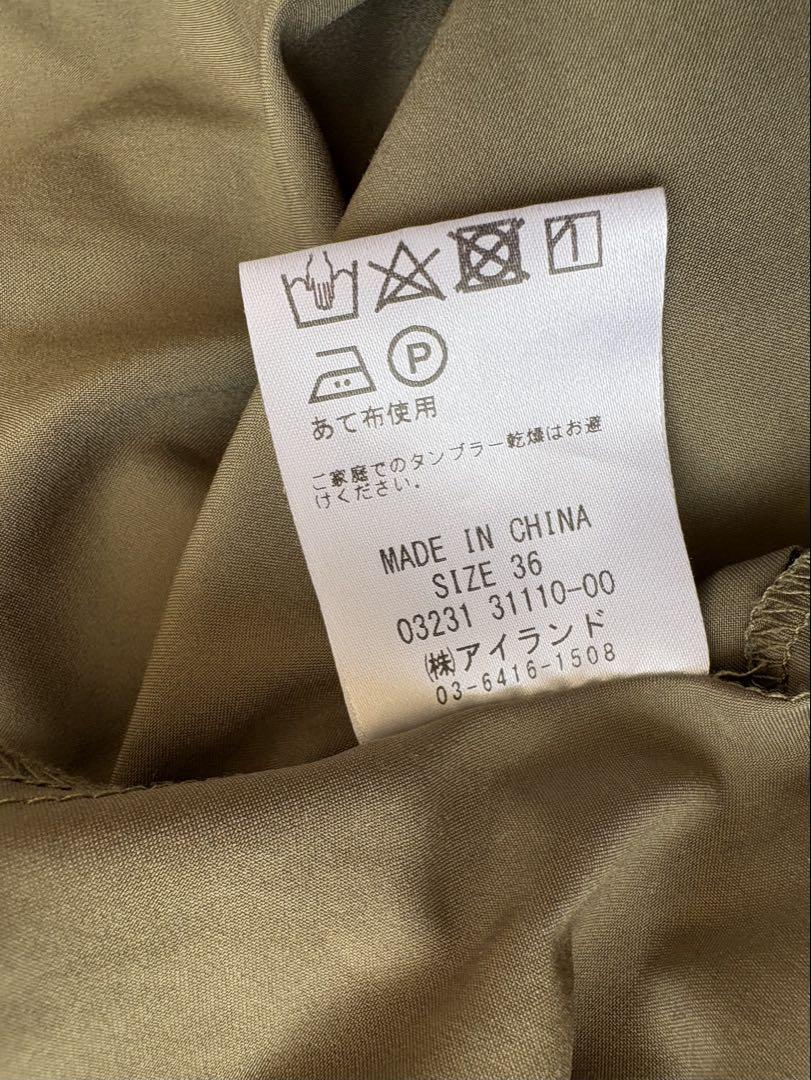 P
あて布使用
ご家庭でのタンブラー乾燥はお避
けください。
MADE IN CHINA
SIZE 36
03231 31110-00
㈱アイランド
03-6416-1508